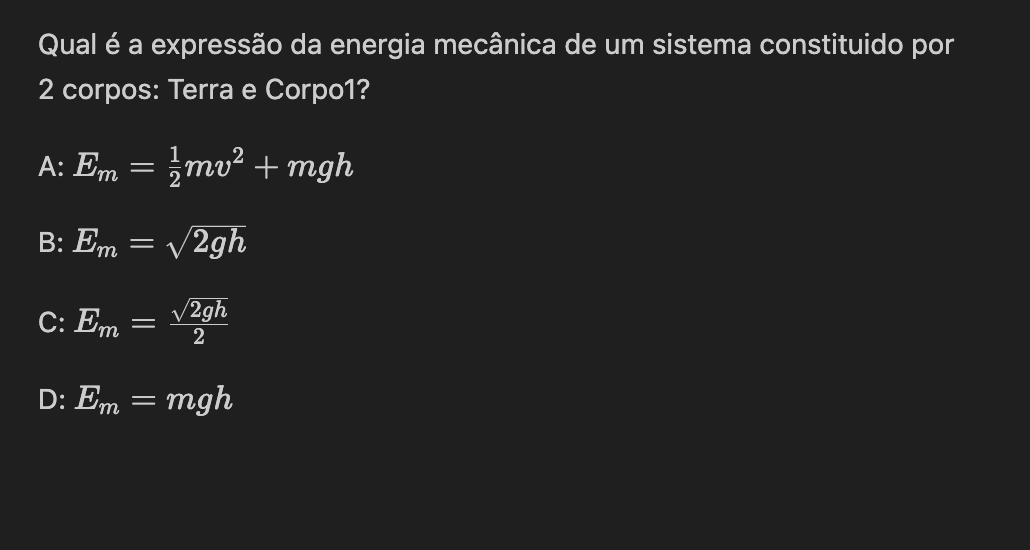 Qual é a expressão da energia mecânica de um sistema constituido por
2 corpos: Terra e Corpo1?
A: $E_m = \frac{1}{2}mv^2 + mgh$
B: $E_m = \sqrt{2gh}$
C: $E_m = \frac{\sqrt{2gh}}{2}$
D: $E_m = mgh$